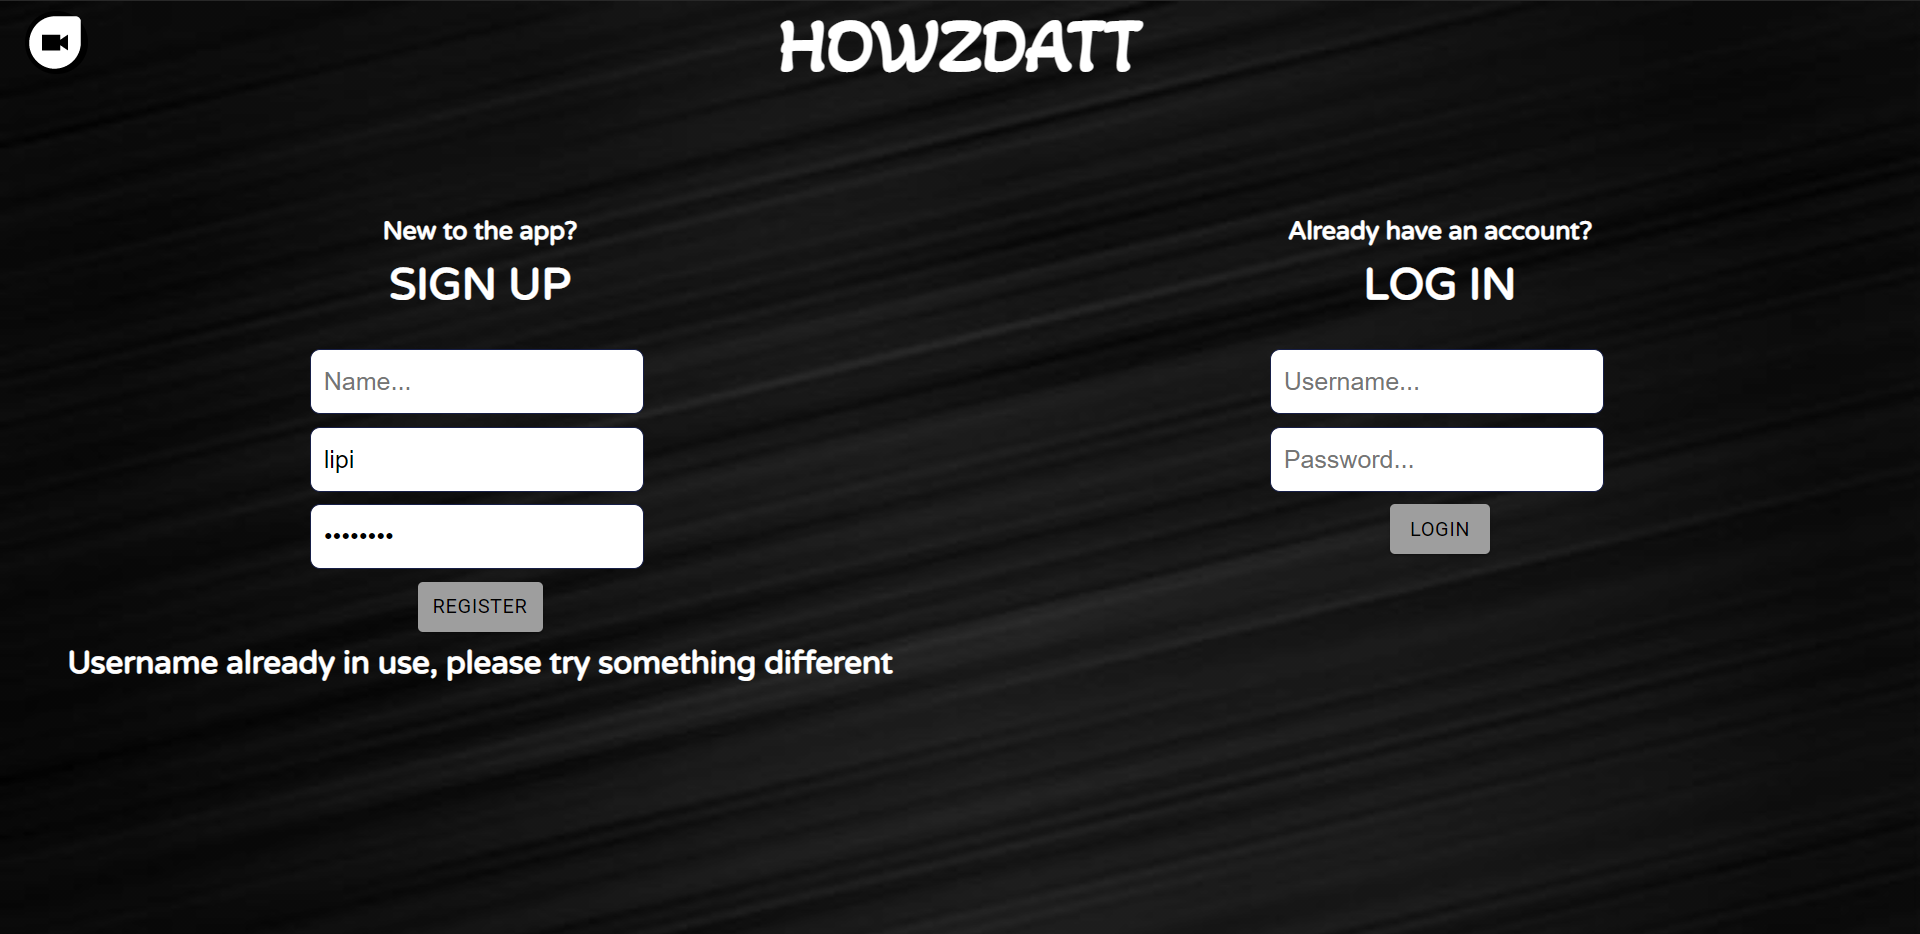 HOWZDATT
New to the app?
SIGN UP
Name...
lipi
••••••••
REGISTER
Username already in use, please try something different
Already have an account?
LOG IN
Username...
Password...
LOGIN